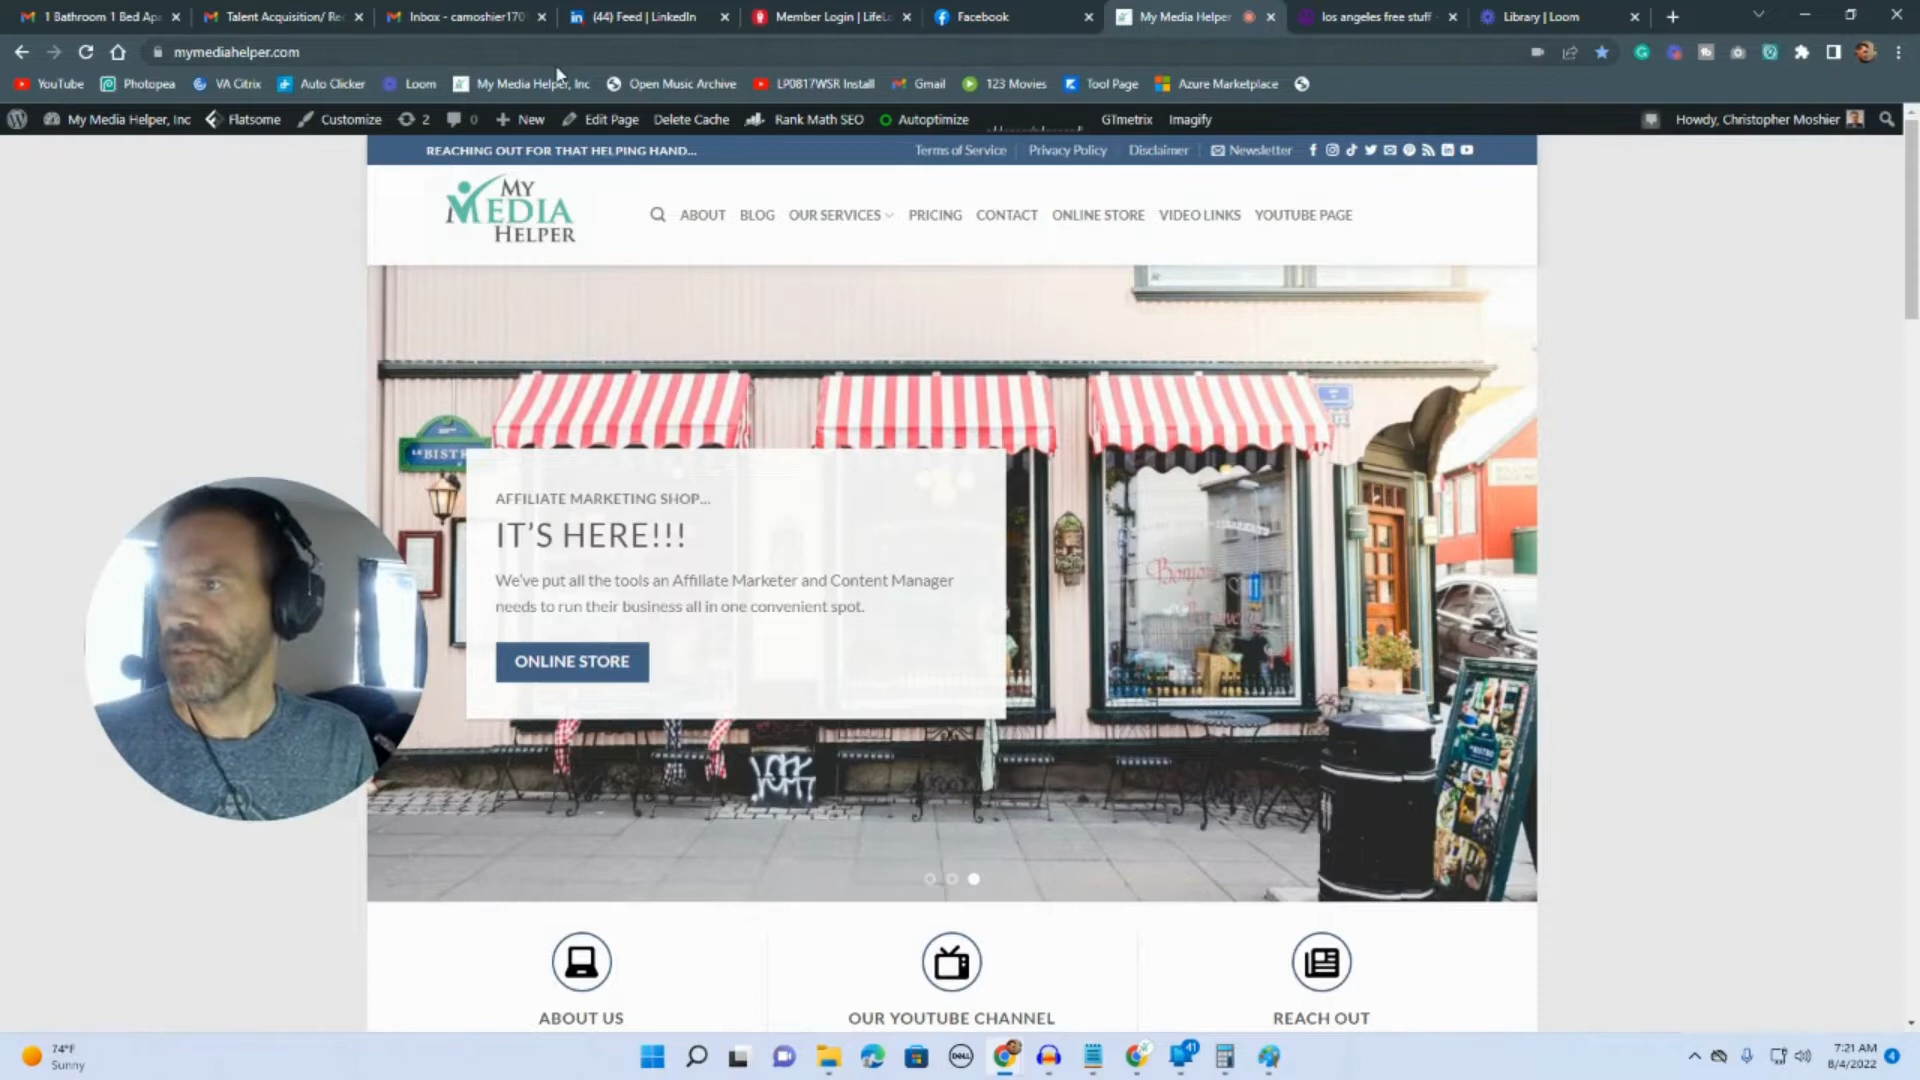 1 Bathroom 1 Bed Apa
Talent Acquisition/ Re
Inbox - camoshier170
(44) Feed | LinkedIn
Member Login | LifeLo
Facebook
My Media Helper
los angeles free stuff
Library | Loom
mymediahelper.com
YouTube
Photopea
VA Citrix
Auto Clicker
Loom
My Media Helper, Inc
Open Music Archive
LP0817WSR Install
Gmail
123 Movies
Tool Page
Azure Marketplace
My Media Helper, Inc
Flatsome
Customize
2
0
New
Edit Page
Delete Cache
Rank Math SEO
Autoptimize
GTmetrix
Imagify
Howdy, Christopher Moshier
REACHING OUT FOR THAT HELPING HAND...
Terms of Service
Privacy Policy
Disclaimer
Newsletter
MY
MEDIA
HELPER
ABOUT
BLOG
OUR SERVICES
PRICING
CONTACT
ONLINE STORE
VIDEO LINKS
YOUTUBE PAGE
LE BISTR
AFFILIATE MARKETING SHOP...
IT'S HERE!!!
We've put all the tools an Affiliate Marketer and Content Manager
needs to run their business all in one convenient spot.
ONLINE STORE
ABOUT US
OUR YOUTUBE CHANNEL
REACH OUT
74°F
Sunny
DELL
41
7:21 AM
8/4/2022
4